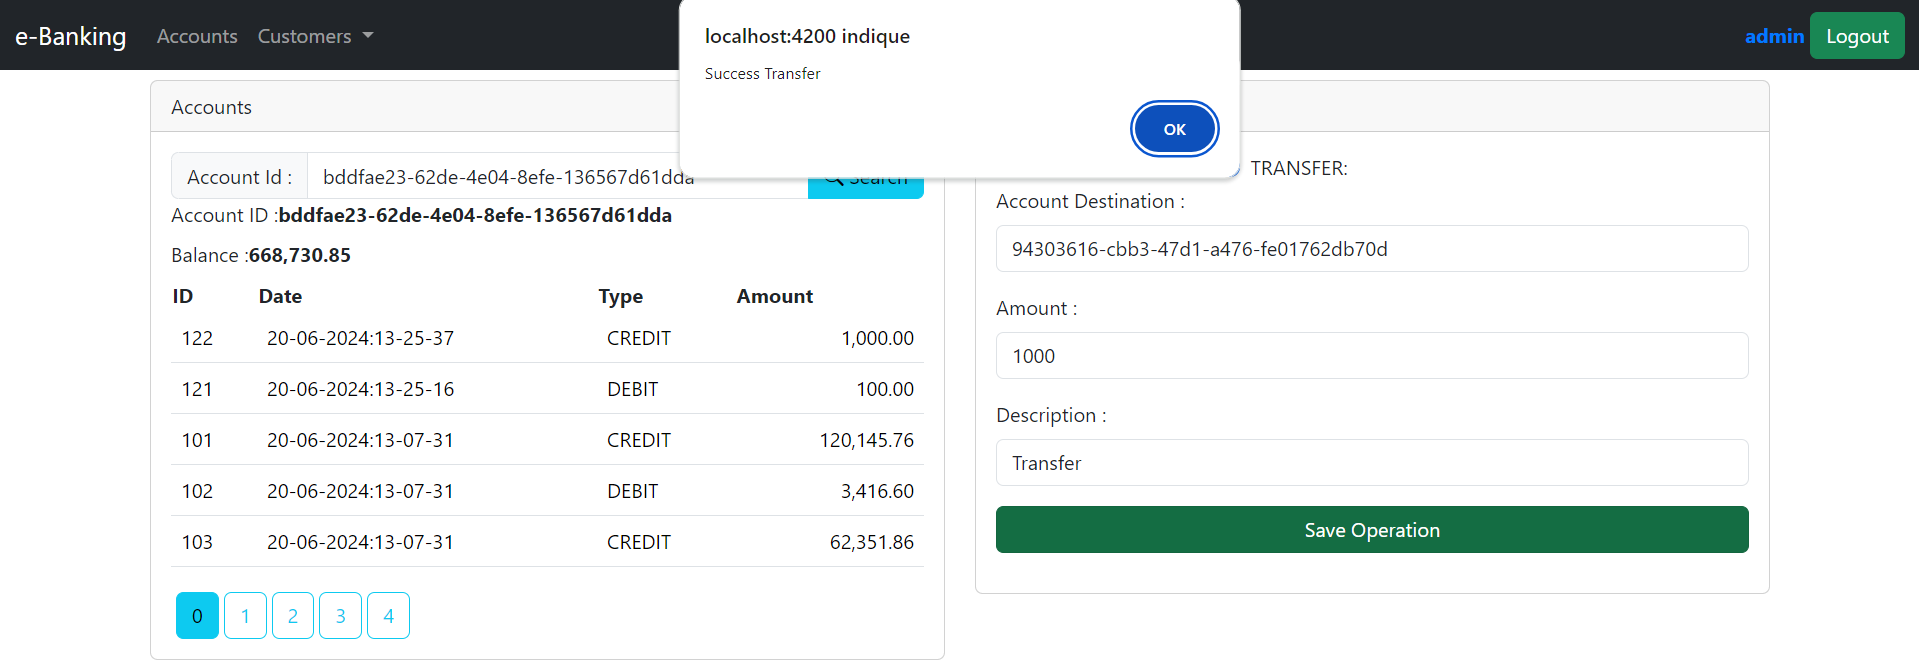 e-Banking Accounts Customers admin Logout
localhost:4200 indique
Success Transfer
OK
Accounts
Account Id : bddfae23-62de-4e04-8efe-136567d61dda Search
Account ID :bddfae23-62de-4e04-8efe-136567d61dda
Balance :668,730.85
ID Date Type Amount
122 20-06-2024:13-25-37 CREDIT 1,000.00
121 20-06-2024:13-25-16 DEBIT 100.00
101 20-06-2024:13-07-31 CREDIT 120,145.76
102 20-06-2024:13-07-31 DEBIT 3,416.60
103 20-06-2024:13-07-31 CREDIT 62,351.86
0 1 2 3 4
TRANSFER:
Account Destination :
94303616-cbb3-47d1-a476-fe01762db70d
Amount :
1000
Description :
Transfer
Save Operation